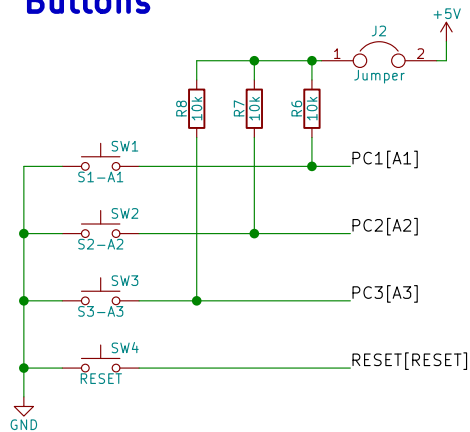 Buttons
+5V
J2
1
2
Jumper
R8
10k
R7
10k
R6
10k
SW1
S1-A1
PC1[A1]
SW2
S2-A2
PC2[A2]
SW3
S3-A3
PC3[A3]
SW4
RESET
RESET[RESET]
GND